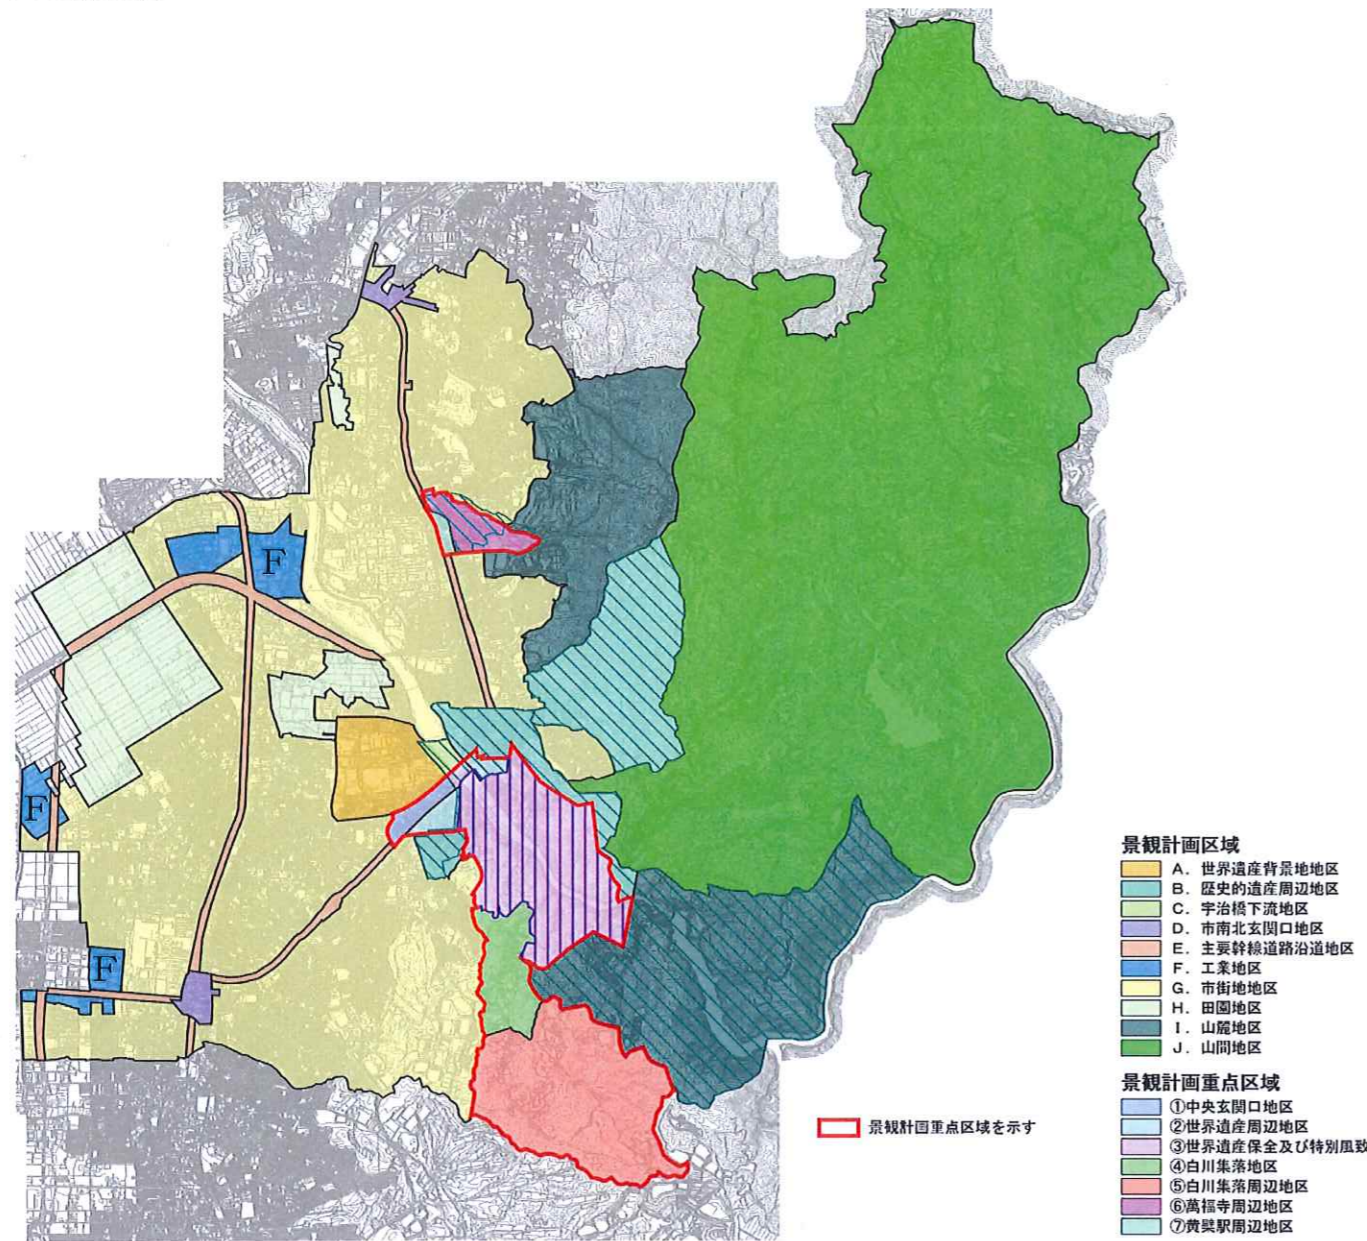 F
F
F
景観計画区域
A. 世界遺産背景地地区
B. 歴史的遺産周辺地区
C. 宇治橋下流地区
D. 市南北玄関口地区
E. 主要幹線道路沿道地区
F. 工業地区
G. 市街地地区
H. 田園地区
I. 山麓地区
J. 山間地区
景観計画重点区域
①中央玄関口地区
②世界遺産周辺地区
③世界遺産保全及び特別風致
④白川集落地区
⑤白川集落周辺地区
⑥萬福寺周辺地区
⑦黄檗駅周辺地区
景観計画重点区域を示す